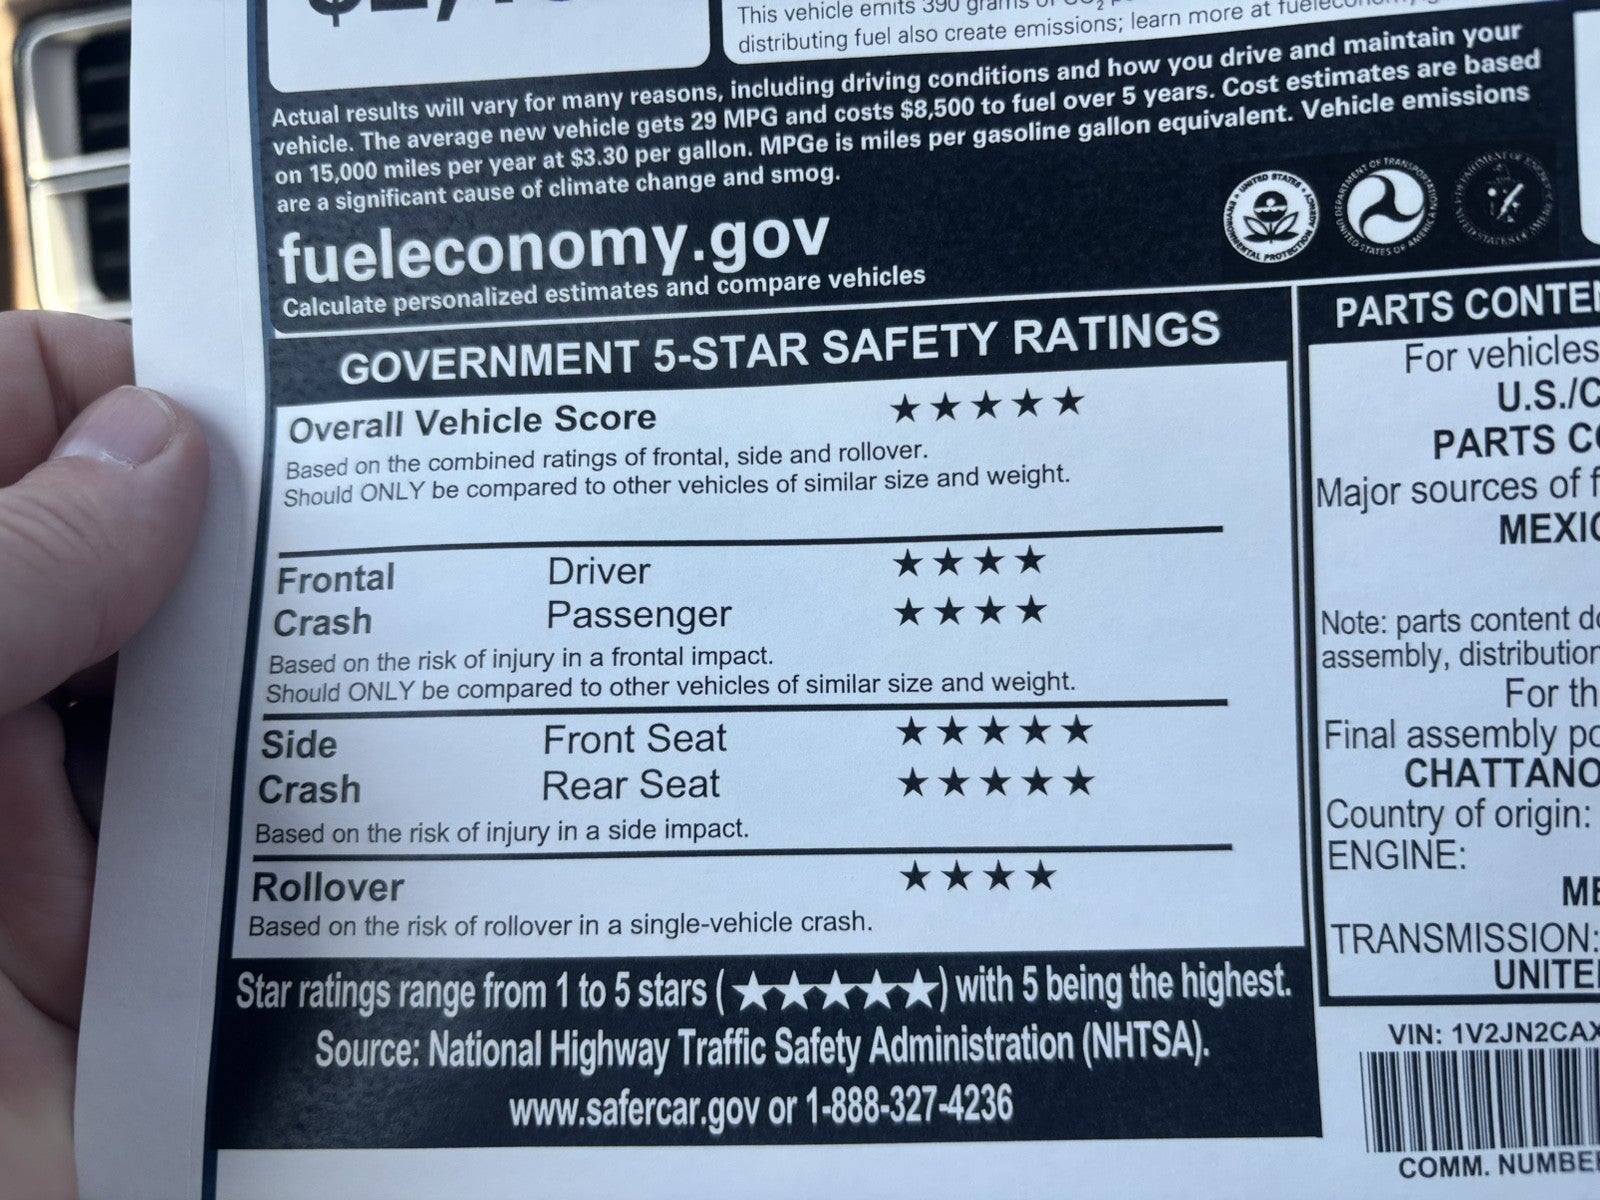 This vehicle emits 390 grams of CO2
distributing fuel also create emissions; learn more at
Actual results will vary for many reasons, including driving conditions and how you drive and maintain your
vehicle. The average new vehicle gets 29 MPG and costs $8,500 to fuel over 5 years. Cost estimates are based
on 15,000 miles per year at $3.30 per gallon. MPGe is miles per gasoline gallon equivalent. Vehicle emissions
are a significant cause of climate change and smog.
fueleconomy.gov
Calculate personalized estimates and compare vehicles
GOVERNMENT 5-STAR SAFETY RATINGS
Overall Vehicle Score ★★★★★
Based on the combined ratings of frontal, side and rollover.
Should ONLY be compared to other vehicles of similar size and weight.
Frontal Driver ★★★★
Crash Passenger ★★★★
Based on the risk of injury in a frontal impact.
Should ONLY be compared to other vehicles of similar size and weight.
Side Front Seat ★★★★★
Crash Rear Seat ★★★★★
Based on the risk of injury in a side impact.
Rollover ★★★★
Based on the risk of rollover in a single-vehicle crash.
Star ratings range from 1 to 5 stars (★★★★★) with 5 being the highest.
Source: National Highway Traffic Safety Administration (NHTSA).
www.safercar.gov or 1-888-327-4236
PARTS CONTEN
For vehicles
U.S./C
PARTS CO
Major sources of f
MEXIC
Note: parts content do
assembly, distribution
For th
Final assembly po
CHATTANO
Country of origin:
ENGINE:
ME
TRANSMISSION:
UNITE
VIN: 1V2JN2CAX
COMM. NUMBE